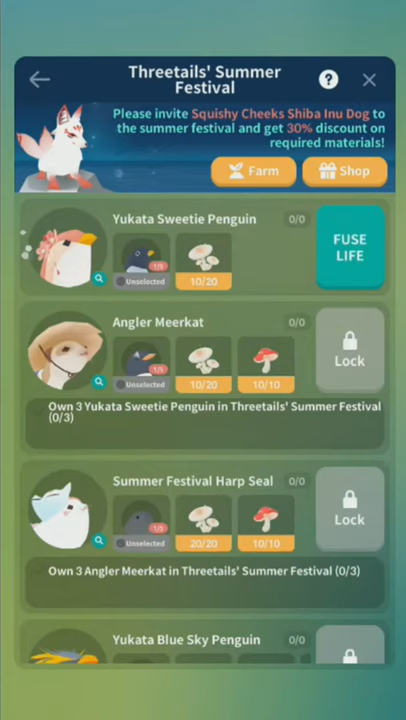 Threetails' Summer
Festival
?
Please invite Squishy Cheeks Shiba Inu Dog to
the summer festival and get 30% discount on
required materials!
Farm
Shop
Yukata Sweetie Penguin
0/0
FUSE
LIFE
1/5
Unselected
10/20
Angler Meerkat
0/0
Lock
1/5
Unselected
10/20
10/10
Own 3 Yukata Sweetie Penguin in Threetails' Summer Festival
(0/3)
Summer Festival Harp Seal
0/0
Lock
1/5
Unselected
20/20
10/10
Own 3 Angler Meerkat in Threetails' Summer Festival (0/3)
Yukata Blue Sky Penguin
0/0